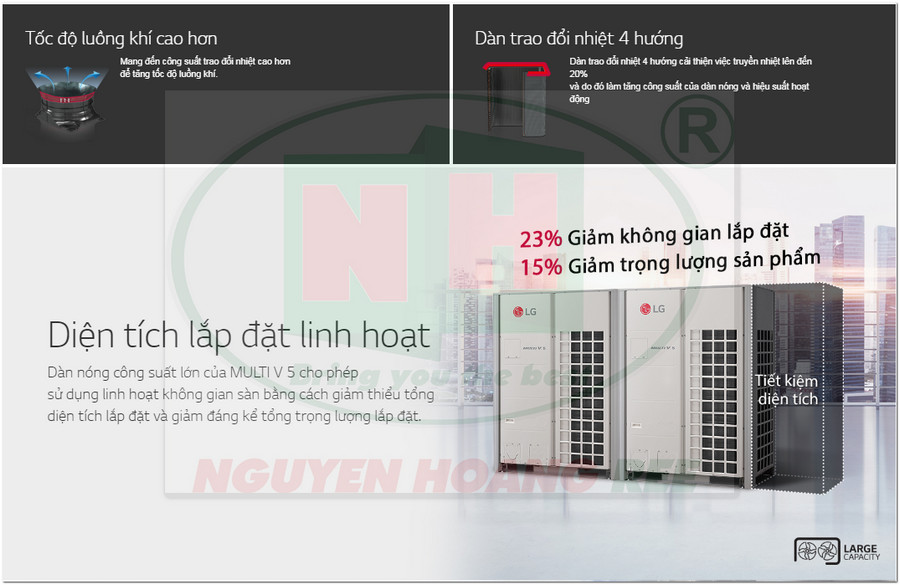 Tốc độ luồng khí cao hơn
Mang đến công suất trao đổi nhiệt cao hơn
để tăng tốc độ luồng khí.
Dàn trao đổi nhiệt 4 hướng
Dàn trao đổi nhiệt 4 hướng cải thiện việc truyền nhiệt lên đến
20%
và do đó làm tăng công suất của dàn nóng và hiệu suất hoạt
động
®
NH
23% Giảm không gian lắp đặt
15% Giảm trọng lượng sản phẩm
LG
LG
Diện tích lắp đặt linh hoạt
Dàn nóng công suất lớn của MULTI V 5 cho phép
sử dụng linh hoạt không gian sàn bằng cách giảm thiểu tổng
diện tích lắp đặt và giảm đáng kể tổng trọng lượng lắp đặt.
Bring you the best
Tiết kiệm
diện tích
NGUYEN HOANG REE
LARGE
CAPACITY